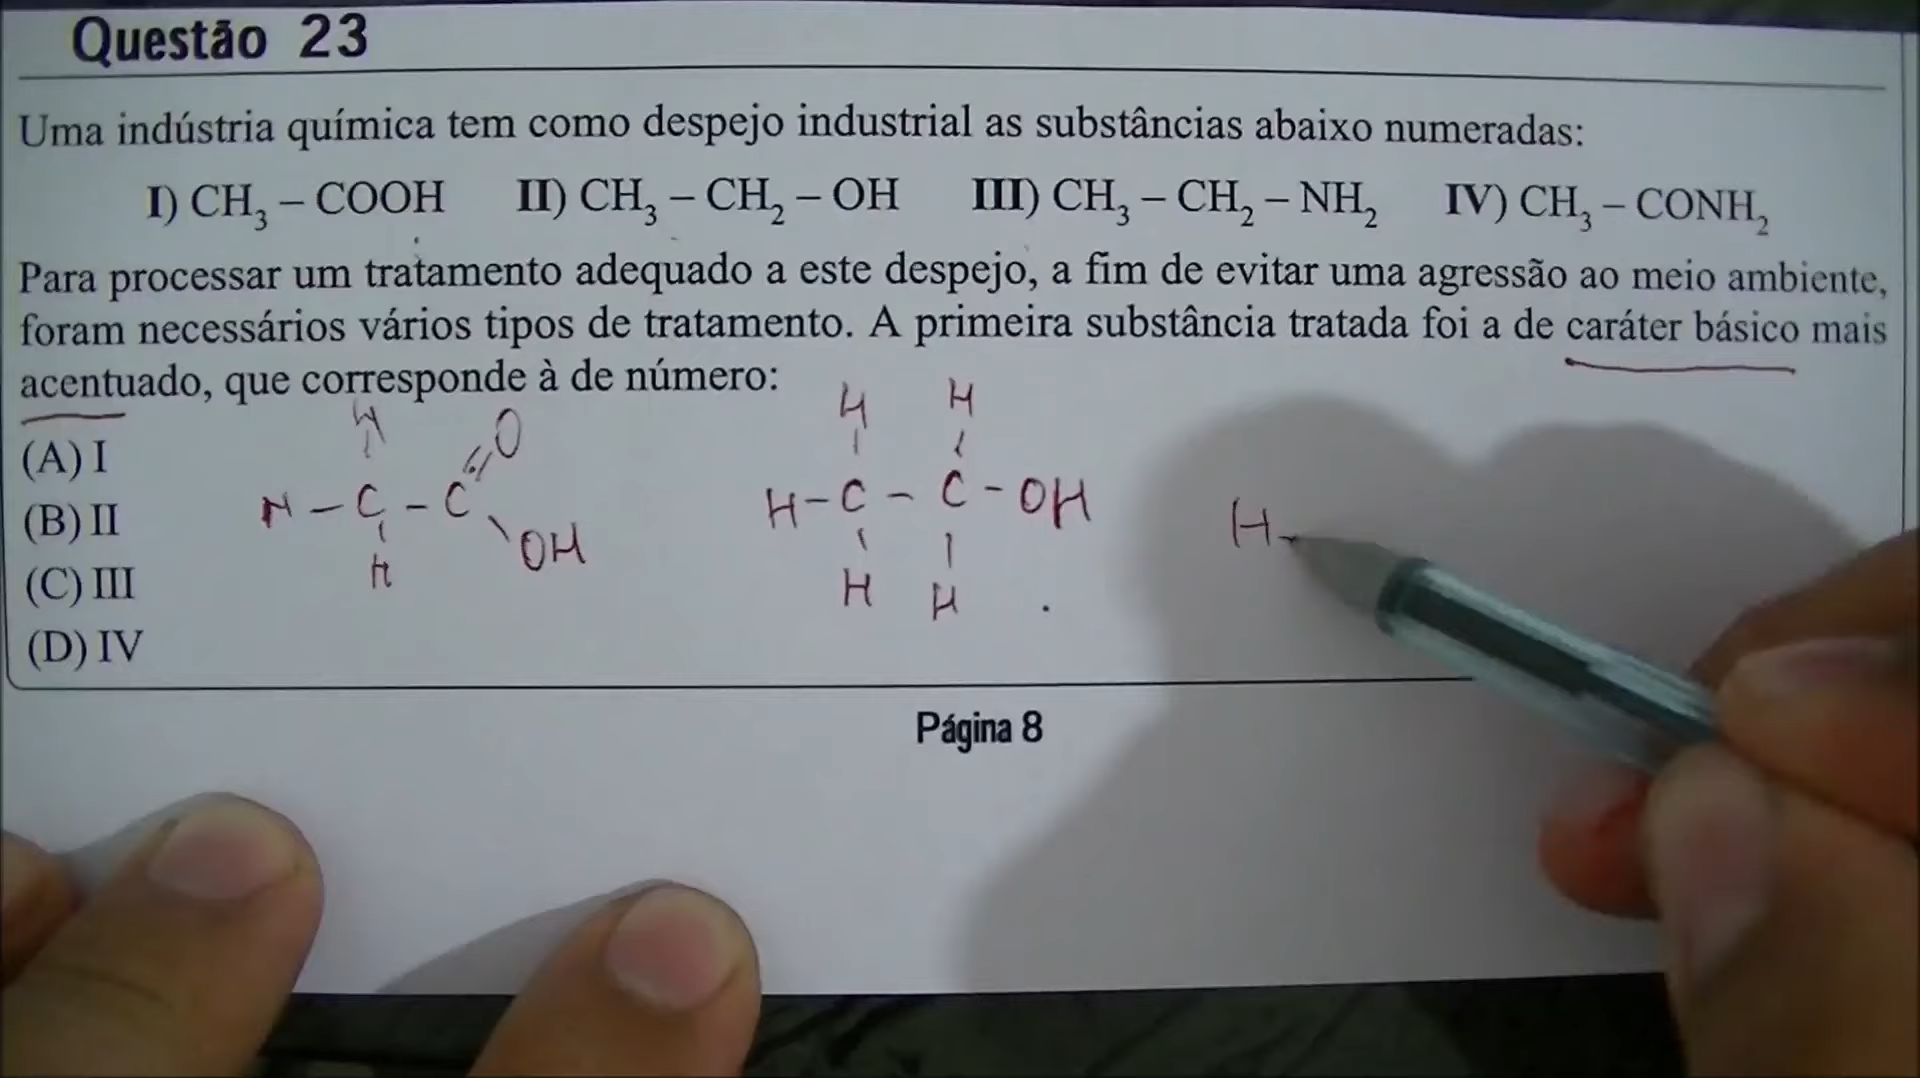 Questão 23
Uma indústria química tem como despejo industrial as substâncias abaixo numeradas:
I) CH₃ – COOH II) CH₃ – CH₂ – OH III) CH₃ – CH₂ – NH₂ IV) CH₃ – CONH₂
Para processar um tratamento adequado a este despejo, a fim de evitar uma agressão ao meio ambiente,
foram necessários vários tipos de tratamento. A primeira substância tratada foi a de caráter básico mais
acentuado, que corresponde à de número:
(A) I
(B) II
(C) III
(D) IV
H O
H – C – C
OH
H
H H
H – C – C – OH
H H
H-
Página 8